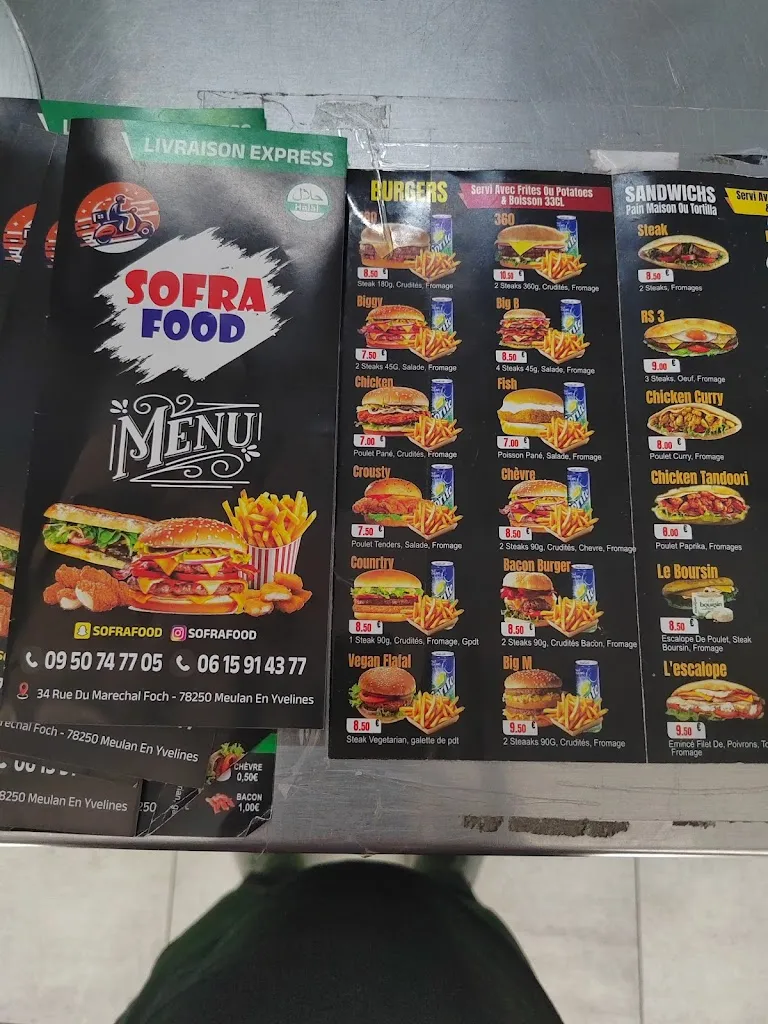 LIVRAISON EXPRESS
حلال
Halal
SOFRA
FOOD
MENU
SOFRAFOOD
SOFRAFOOD
09 50 74 77 05
06 15 91 43 77
34 Rue Du Marechal Foch - 78250 Meulan En Yvelines
Foch - 78250 Meulan En Yvelines
8250 Meulan En Yvelines
CHÈVRE
0,50€
BACON
1,00€
BURGERS
Servi Avec Frites Ou Potatoes
& Boisson 33CL
8.50 €
Steak 180g, Crudités, Fromage
360
10.50 €
2 Steaks 360g, Crudités, Fromage
Biggy
7.50 €
2 Steaks 45G, Salade, Fromage
Big B
8.50 €
4 Steaks 45g, Salade, Fromage
Chicken
7.00 €
Poulet Pané, Crudités, Fromage
Fish
7.00 €
Poisson Pané, Salade, Fromage
Crousty
7.50 €
Poulet Tenders, Salade, Fromage
Chèvre
8.50 €
2 Steaks 90g, Crudités, Chevre, Fromage
Counrtry
8.50 €
1 Steak 90g, Crudités, Fromage, Gpdt
Bacon Burger
8.50 €
2 Steaks 90g, Crudités Bacon, Fromage
Vegan Flafal
8.50 €
Steak Vegetarian, galette de pdt
Big M
9.50 €
2 Steaaks 90G, Crudités, Fromage
SANDWICHS
Pain Maison Ou Tortilla
Servi
Steak
8.50 €
2 Steaks, Fromages
RS 3
9.00 €
3 Steaks, Oeuf, Fromage
Chicken Curry
8.00 €
Poulet Curry, Fromage
Chicken Tandoori
8.00 €
Poulet Paprika, Fromages
Le Boursin
boursin
8.50 €
Escalope De Poulet, Steak
Boursin, Fromage
L'escalope
9.50 €
Emincé Filet De, Poivrons,
Fromage